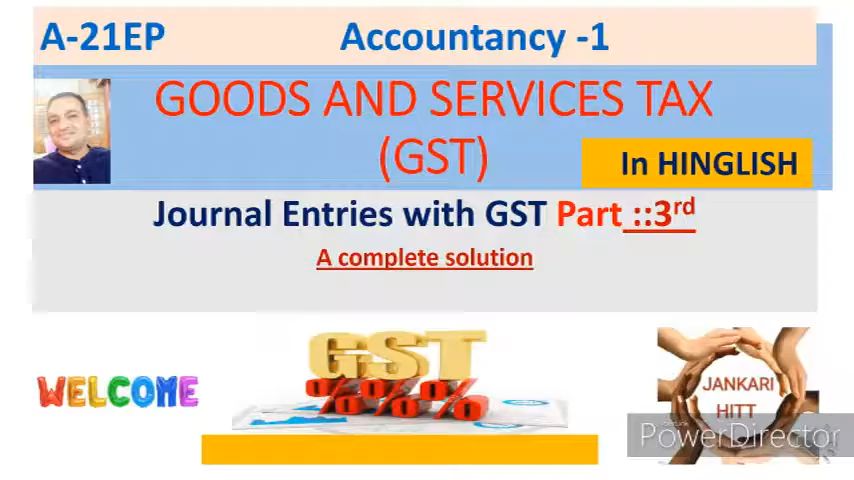 A-21EP Accountancy -1
GOODS AND SERVICES TAX
(GST)
In HINGLISH
Journal Entries with GST Part ::3rd
A complete solution
WELCOME
GST
%%%%
JANKARI
HITT
PowerDirector